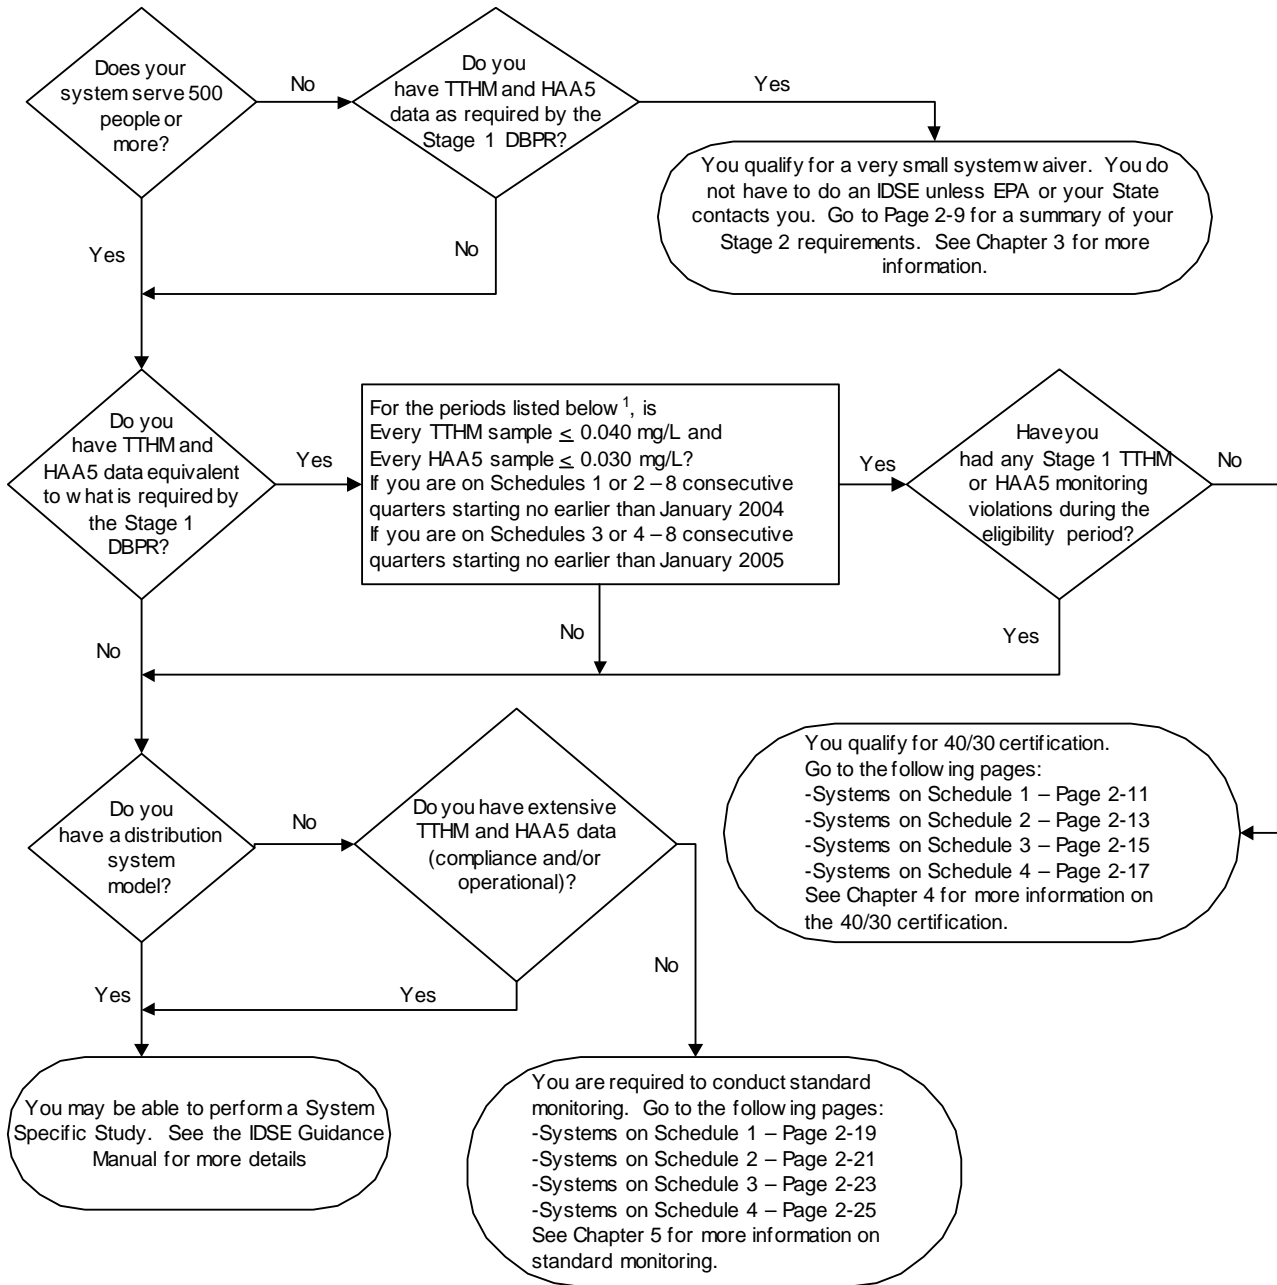 Does your
system serve 500
people or
more?
No
Do you
have TTHM and HAA5
data as required by the
Stage 1 DBPR?
Yes
You qualify for a very small system waiver. You do
not have to do an IDSE unless EPA or your State
contacts you. Go to Page 2-9 for a summary of your
Stage 2 requirements. See Chapter 3 for more
information.
Yes
No
Do you
have TTHM and
HAA5 data equivalent
to what is required by
the Stage 1
DBPR?
Yes
For the periods listed below 1, is
Every TTHM sample ≤ 0.040 mg/L and
Every HAA5 sample ≤ 0.030 mg/L?
If you are on Schedules 1 or 2 – 8 consecutive
quarters starting no earlier than January 2004
If you are on Schedules 3 or 4 – 8 consecutive
quarters starting no earlier than January 2005
Yes
Have you
had any Stage 1 TTHM
or HAA5 monitoring
violations during the
eligibility period?
No
No
No
Yes
You qualify for 40/30 certification.
Go to the following pages:
-Systems on Schedule 1 – Page 2-11
-Systems on Schedule 2 – Page 2-13
-Systems on Schedule 3 – Page 2-15
-Systems on Schedule 4 – Page 2-17
See Chapter 4 for more information on
the 40/30 certification.
Do you
have a distribution
system
model?
No
Do you have extensive
TTHM and HAA5 data
(compliance and/or
operational)?
No
Yes
Yes
You may be able to perform a System
Specific Study. See the IDSE Guidance
Manual for more details
You are required to conduct standard
monitoring. Go to the following pages:
-Systems on Schedule 1 – Page 2-19
-Systems on Schedule 2 – Page 2-21
-Systems on Schedule 3 – Page 2-23
-Systems on Schedule 4 – Page 2-25
See Chapter 5 for more information on
standard monitoring.